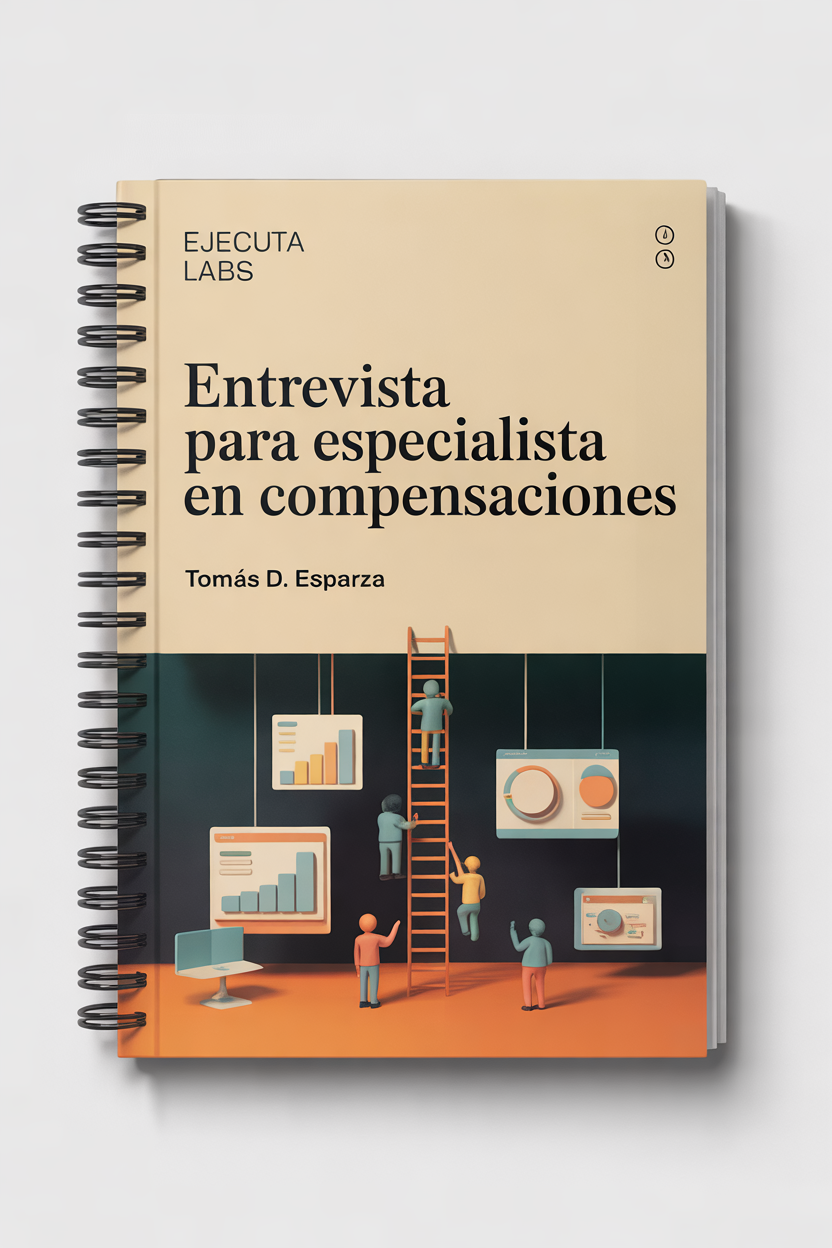 EJECUTA
LABS
Entrevista
para especialista
en compensaciones
Tomás D. Esparza